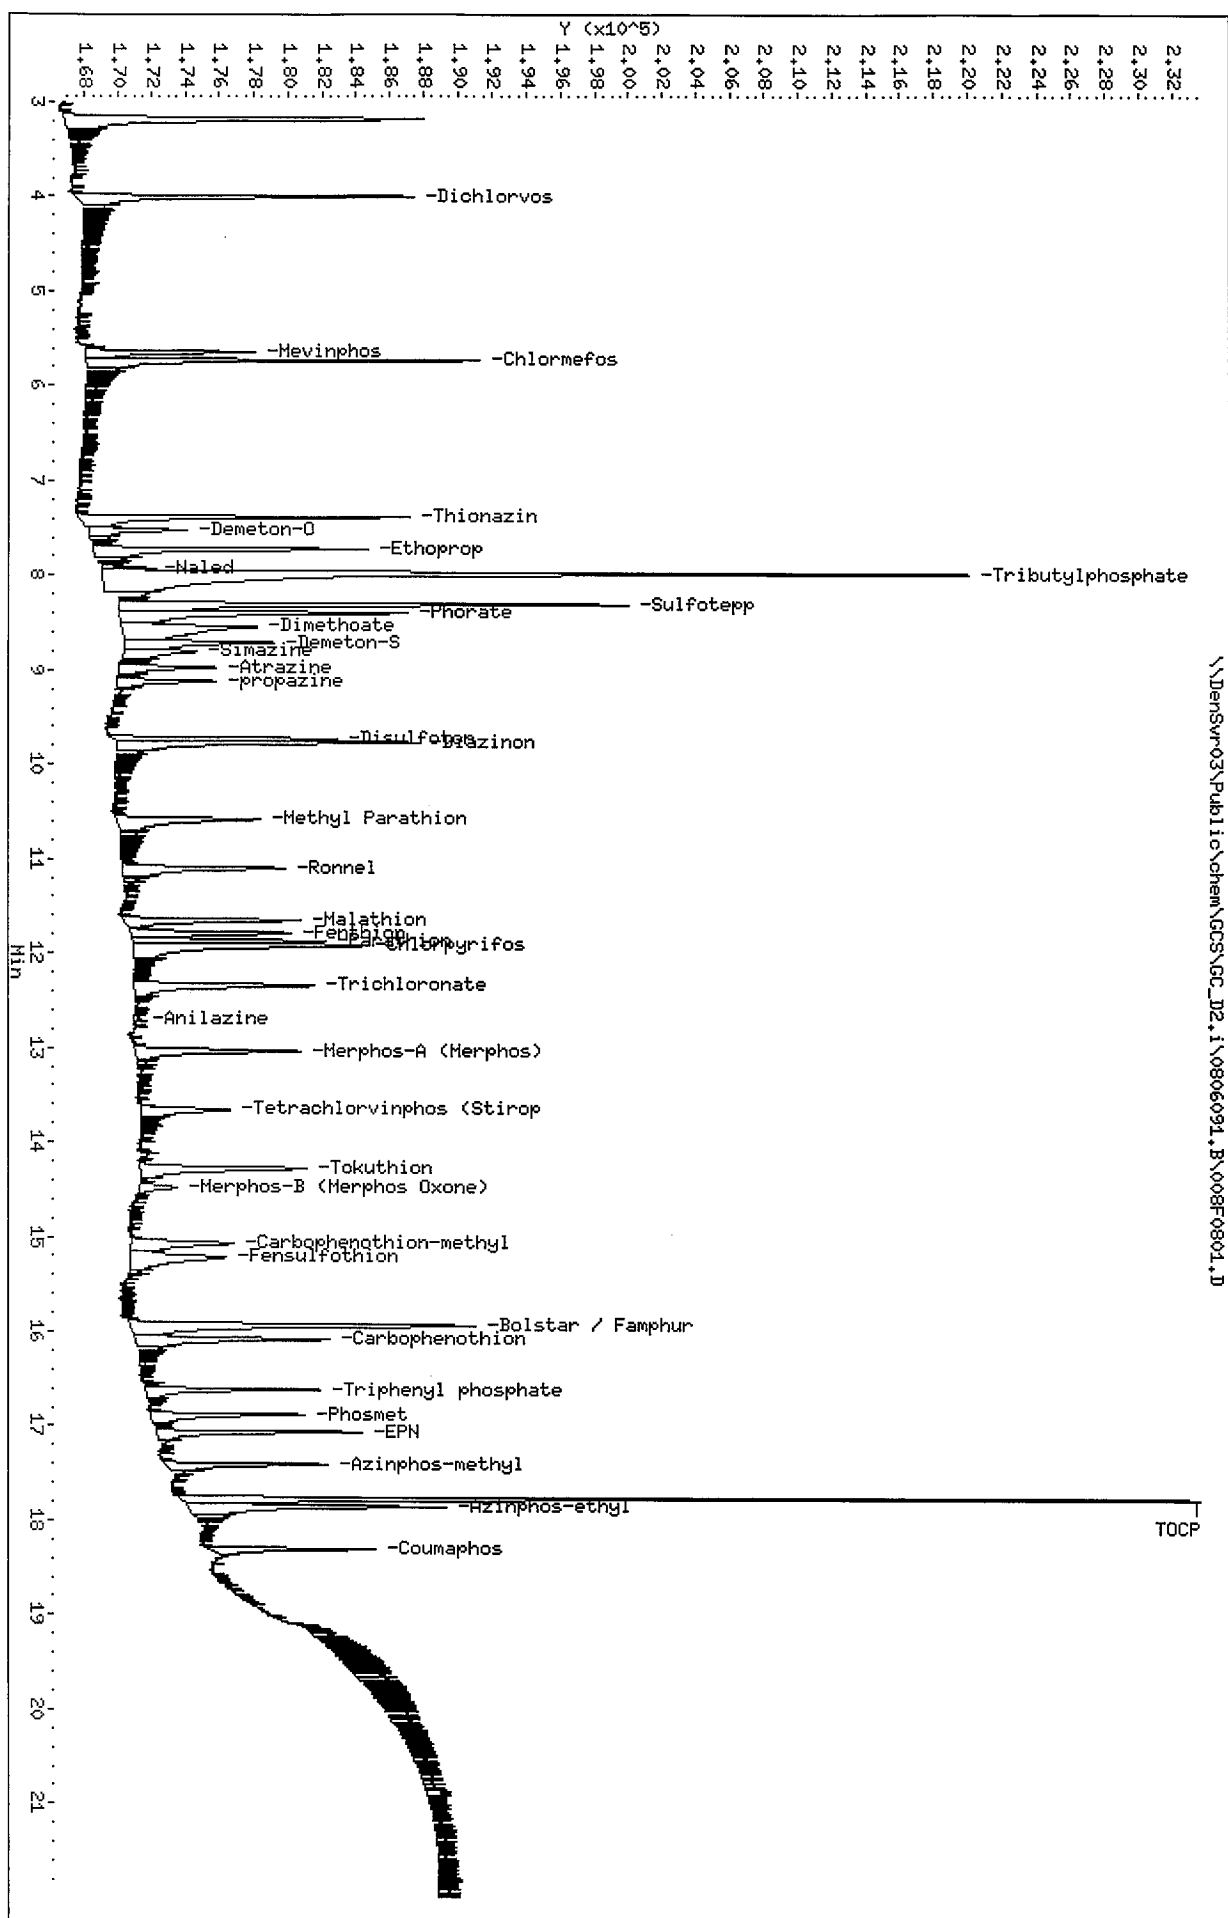 \\DenSvr03\Public\chem\GCS\GC_D2.i\0806091.B\008F0801.D
Y (x10^5)
1.68
1.70
1.72
1.74
1.76
1.78
1.80
1.82
1.84
1.86
1.88
1.90
1.92
1.94
1.96
1.98
2.00
2.02
2.04
2.06
2.08
2.10
2.12
2.14
2.16
2.18
2.20
2.22
2.24
2.26
2.28
2.30
2.32
3
4
5
6
7
8
9
10
11
12
13
14
15
16
17
18
19
20
21
Min
-Dichlorvos
-Mevinphos
-Chlormefos
-Thionazin
-Demeton-O
-Ethoprop
-Naled
-Tributylphosphate
-Sulfotepp
-Phorate
-Dimethoate
-Demeton-S
-Simazine
-Atrazine
-propazine
-Disulfoton
-Diazinon
-Methyl Parathion
-Ronnel
-Malathion
-Fenthion
-Parathion
-Chlorpyrifos
-Trichloronate
-Anilazine
-Merphos-A (Merphos)
-Tetrachlorvinphos (Stirop
-Tokuthion
-Merphos-B (Merphos Oxone)
-Carbophenothion-methyl
-Fensulfothion
-Bolstar / Famphur
-Carbophenothion
-Triphenyl phosphate
-Phosmet
-EPN
-Azinphos-methyl
TOCP
-Azinphos-ethyl
-Coumaphos